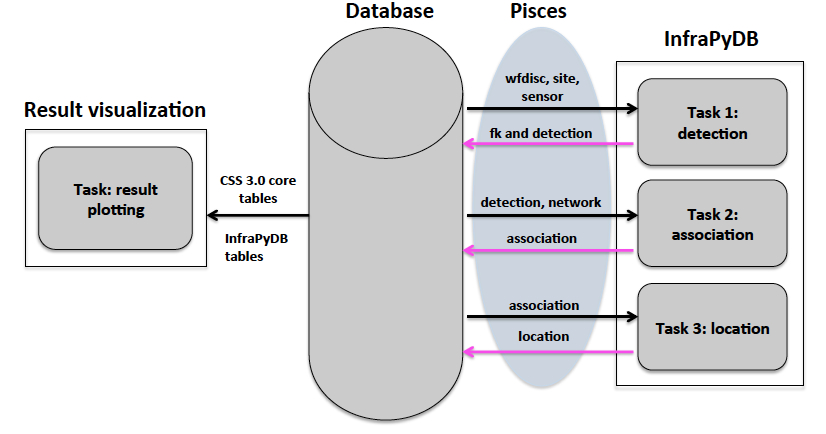 Database
Pisces
InfraPyDB
Result visualization
Task: result
plotting
CSS 3.0 core
tables
InfraPyDB
tables
wfdisc, site,
sensor
fk and detection
detection, network
association
association
location
Task 1:
detection
Task 2:
association
Task 3: location